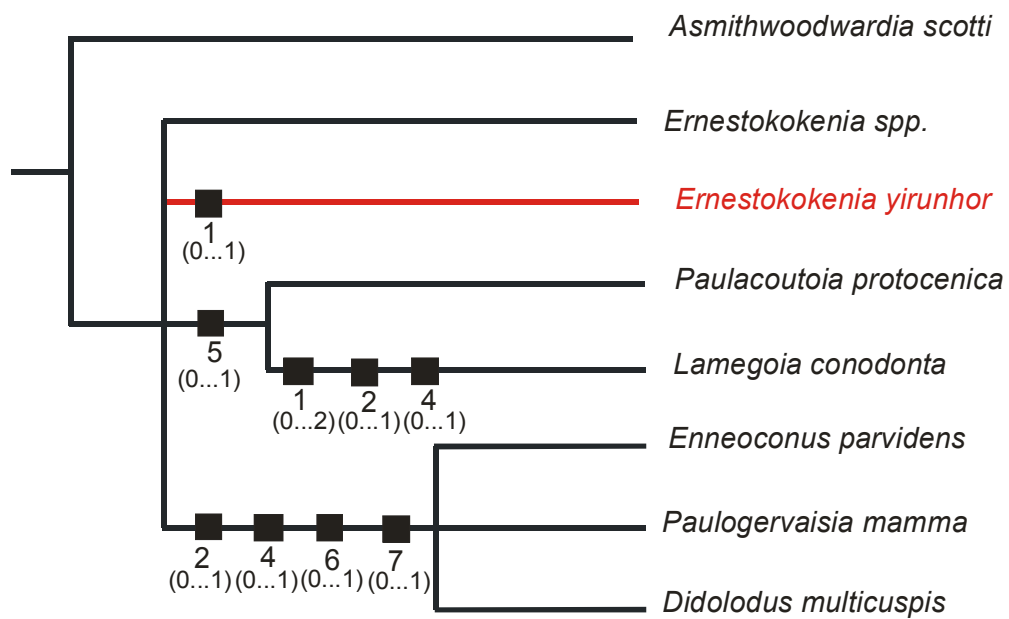 Asmithwoodwardia scotti
Ernestokokenia spp.
Ernestokokenia yirunhor
1
(0...1)
Paulacoutoia protocenica
5
(0...1)
Lamegoia conodonta
1 2 4
(0...2) (0...1) (0...1)
Enneoconus parvidens
Paulogervaisia mamma
2 4 6 7
(0...1) (0...1) (0...1) (0...1)
Didolodus multicuspis